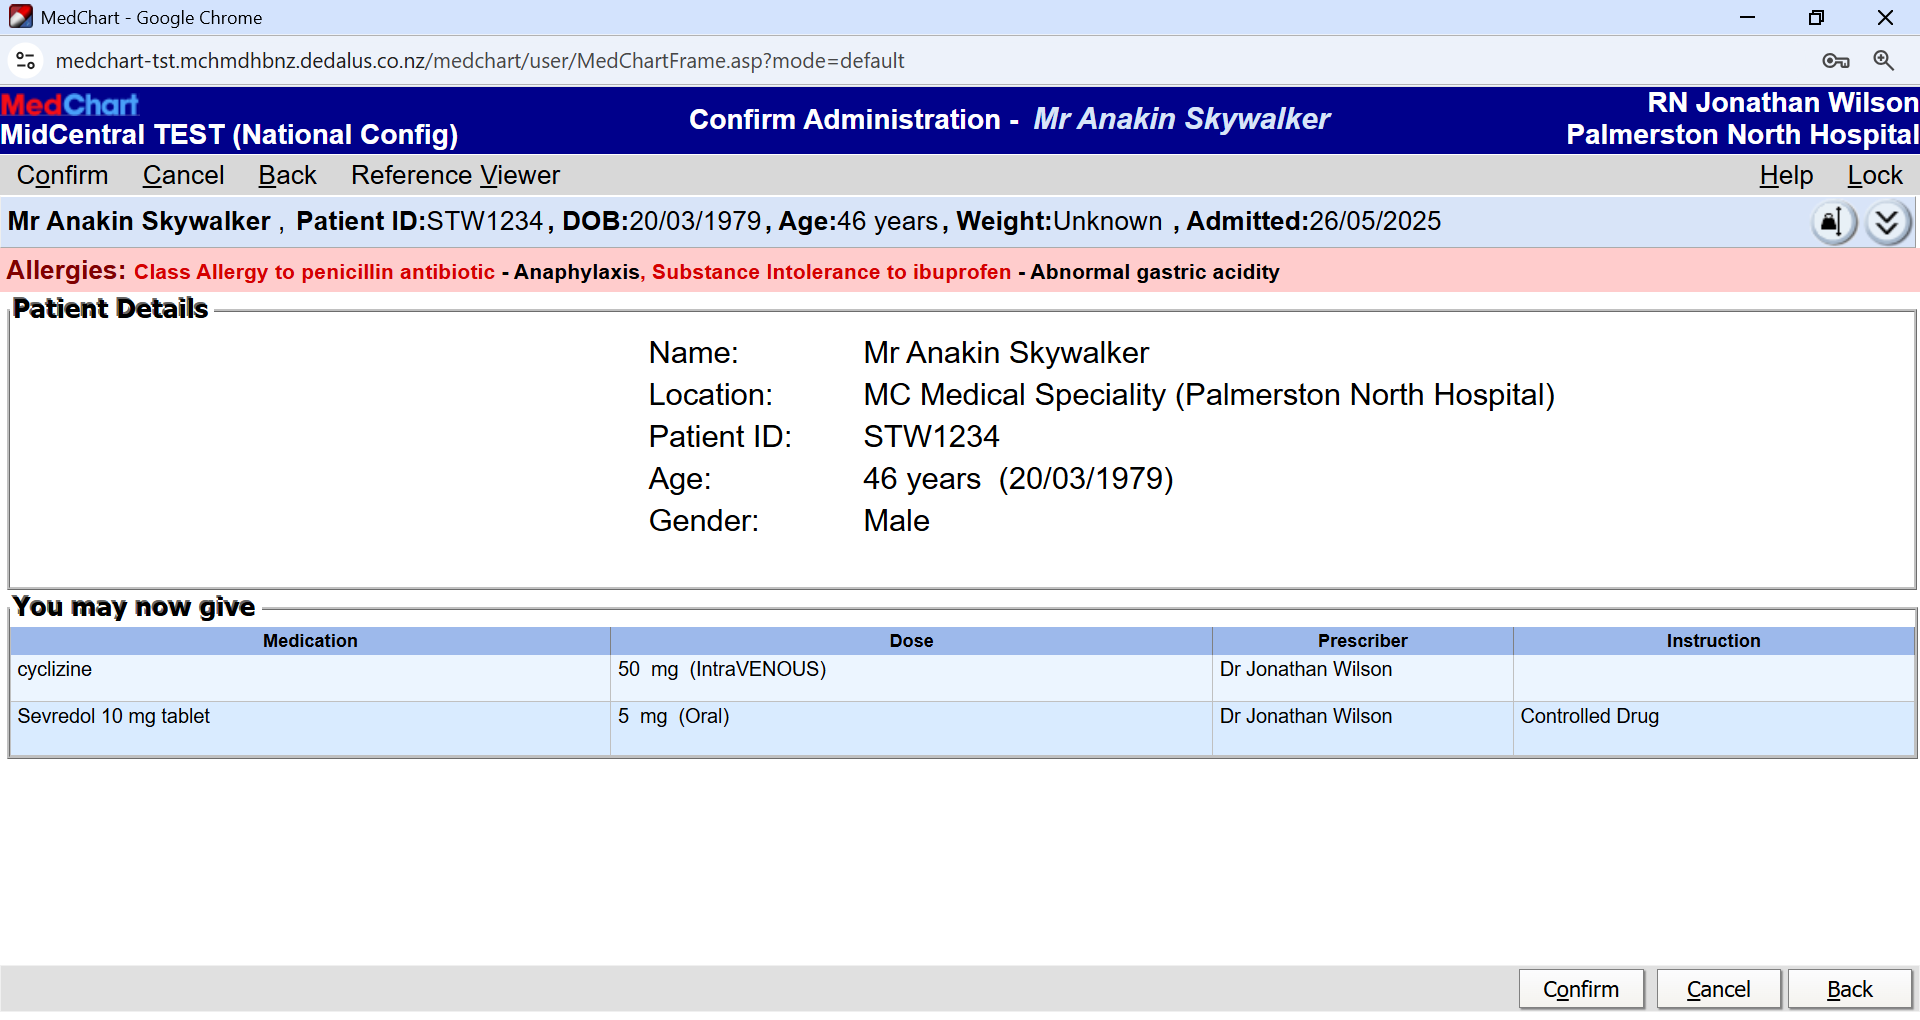 MedChart - Google Chrome
medchart-tst.mchmdhbnz.dedalus.co.nz/medchart/user/MedChartFrame.asp?mode=default
MedChart
MidCentral TEST (National Config)
Confirm Administration - Mr Anakin Skywalker
RN Jonathan Wilson
Palmerston North Hospital
Confirm Cancel Back Reference Viewer Help Lock
Mr Anakin Skywalker , Patient ID:STW1234, DOB:20/03/1979, Age:46 years, Weight:Unknown , Admitted:26/05/2025
Allergies: Class Allergy to penicillin antibiotic - Anaphylaxis, Substance Intolerance to ibuprofen - Abnormal gastric acidity
Patient Details
Name: Mr Anakin Skywalker
Location: MC Medical Speciality (Palmerston North Hospital)
Patient ID: STW1234
Age: 46 years (20/03/1979)
Gender: Male
You may now give
Medication Dose Prescriber Instruction
cyclizine 50 mg (IntraVENOUS) Dr Jonathan Wilson
Sevredol 10 mg tablet 5 mg (Oral) Dr Jonathan Wilson Controlled Drug
Confirm Cancel Back